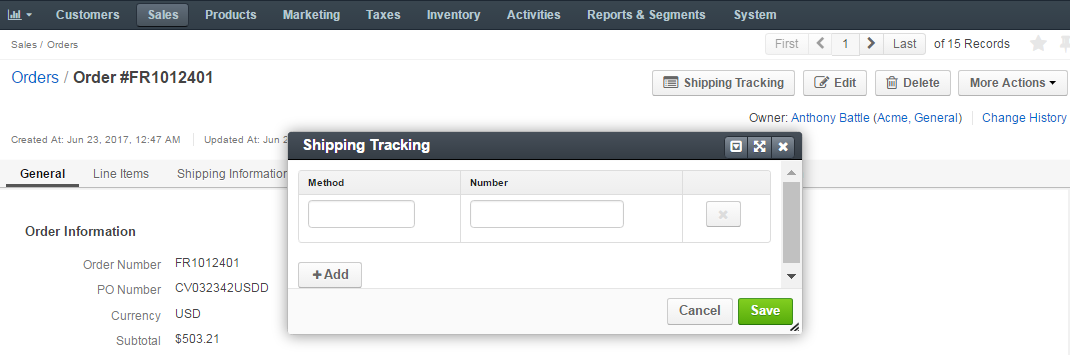 Customers Sales Products Marketing Taxes Inventory Activities Reports & Segments System
Sales / Orders First 1 Last of 15 Records
Orders / Order #FR1012401 Shipping Tracking Edit Delete More Actions
Owner: Anthony Battle (Acme, General) Change History
Created At: Jun 23, 2017, 12:47 AM Updated At: Jun 2
Shipping Tracking
General Line Items Shipping Information
Method Number
Order Information
Order Number FR1012401
+ Add
PO Number CV032342USDD
Currency USD
Cancel Save
Subtotal $503.21